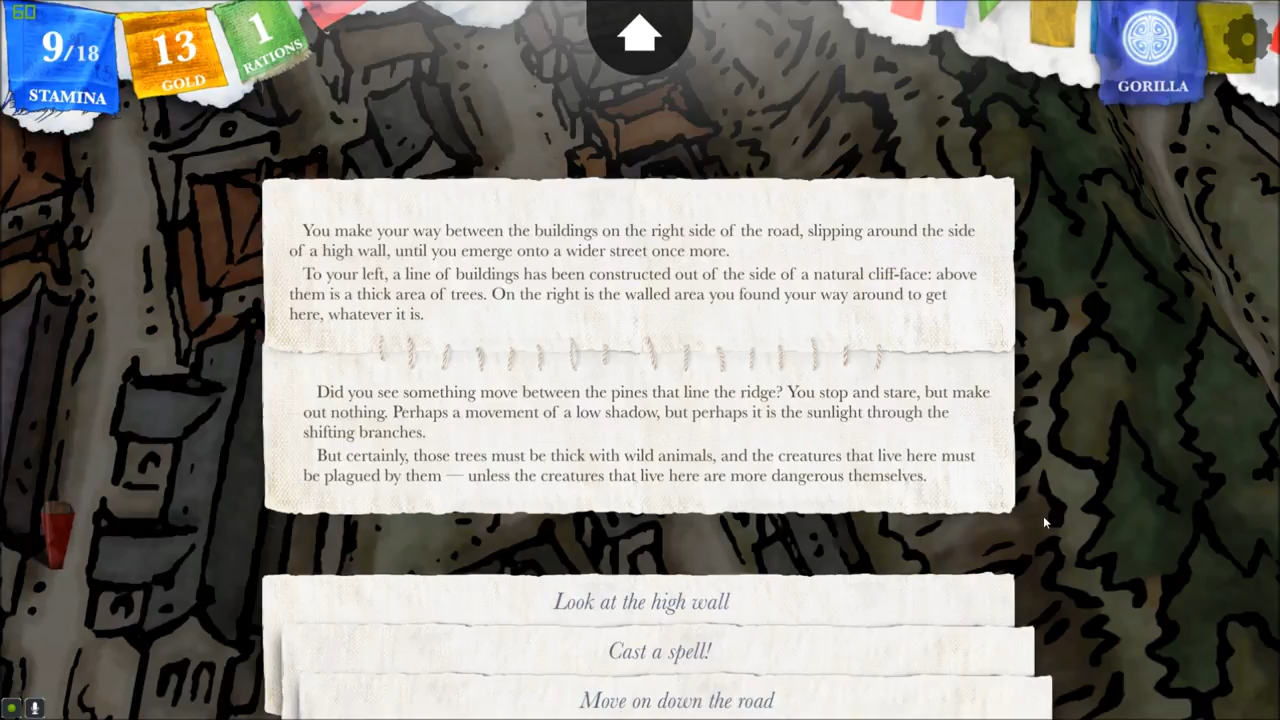 60
9/18
STAMINA
13
GOLD
1
RATIONS
GORILLA
You make your way between the buildings on the right side of the road, slipping around the side
of a high wall, until you emerge onto a wider street once more.
To your left, a line of buildings has been constructed out of the side of a natural cliff-face: above
them is a thick area of trees. On the right is the walled area you found your way around to get
here, whatever it is.
Did you see something move between the pines that line the ridge? You stop and stare, but make
out nothing. Perhaps a movement of a low shadow, but perhaps it is the sunlight through the
shifting branches.
But certainly, those trees must be thick with wild animals, and the creatures that live here must
be plagued by them — unless the creatures that live here are more dangerous themselves.
Look at the high wall
Cast a spell!
Move on down the road